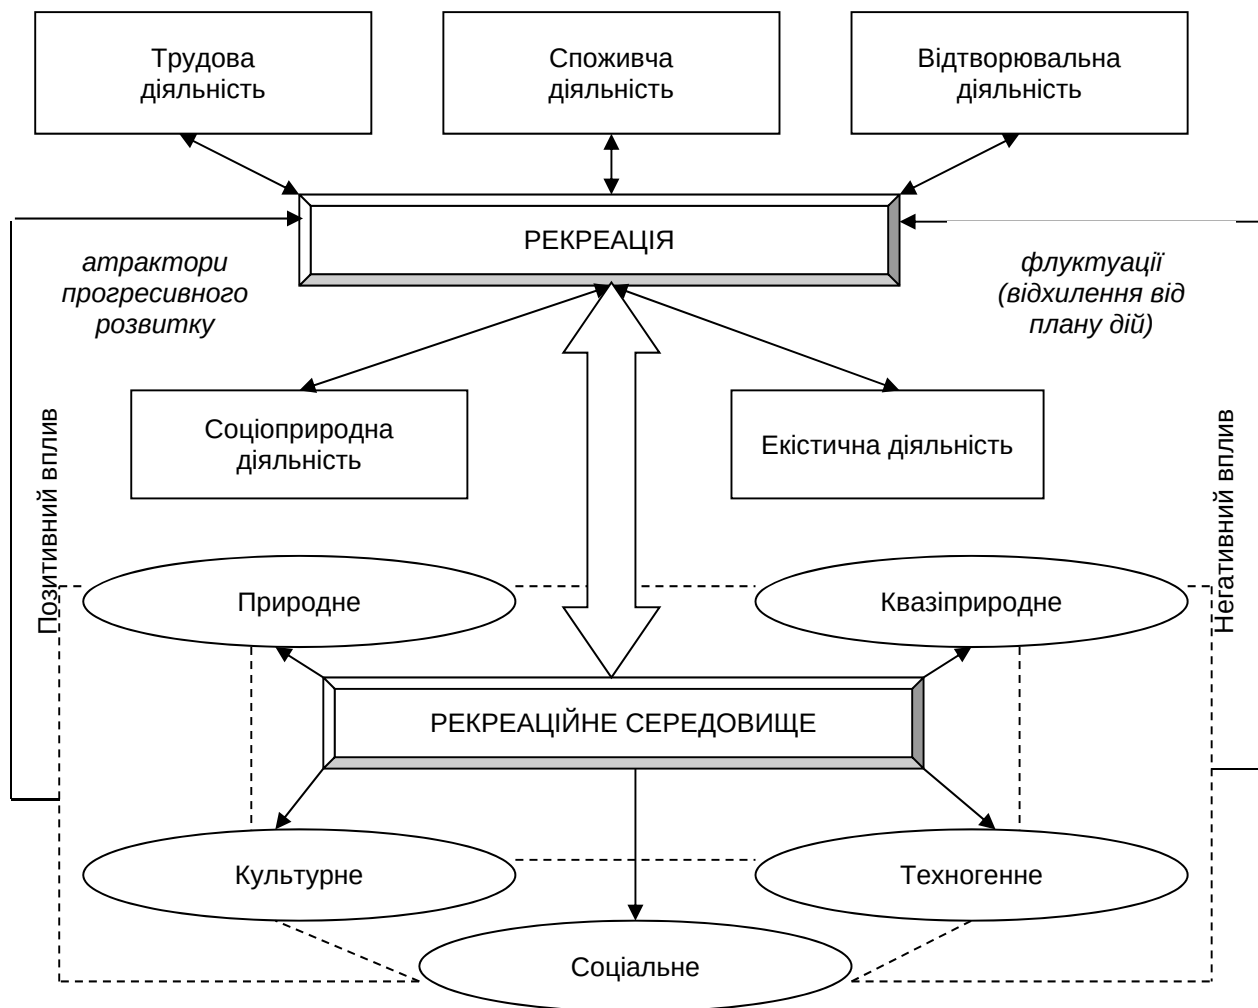 Трудова
діяльність
Споживча
діяльність
Відтворювальна
діяльність
РЕКРЕАЦІЯ
атрактори
прогресивного
розвитку
флуктуації
(відхилення від
плану дій)
Соціоприродна
діяльність
Екістична діяльність
Позитивний вплив
Негативний вплив
Природне
Квазіприродне
РЕКРЕАЦІЙНЕ СЕРЕДОВИЩЕ
Культурне
Техногенне
Соціальне